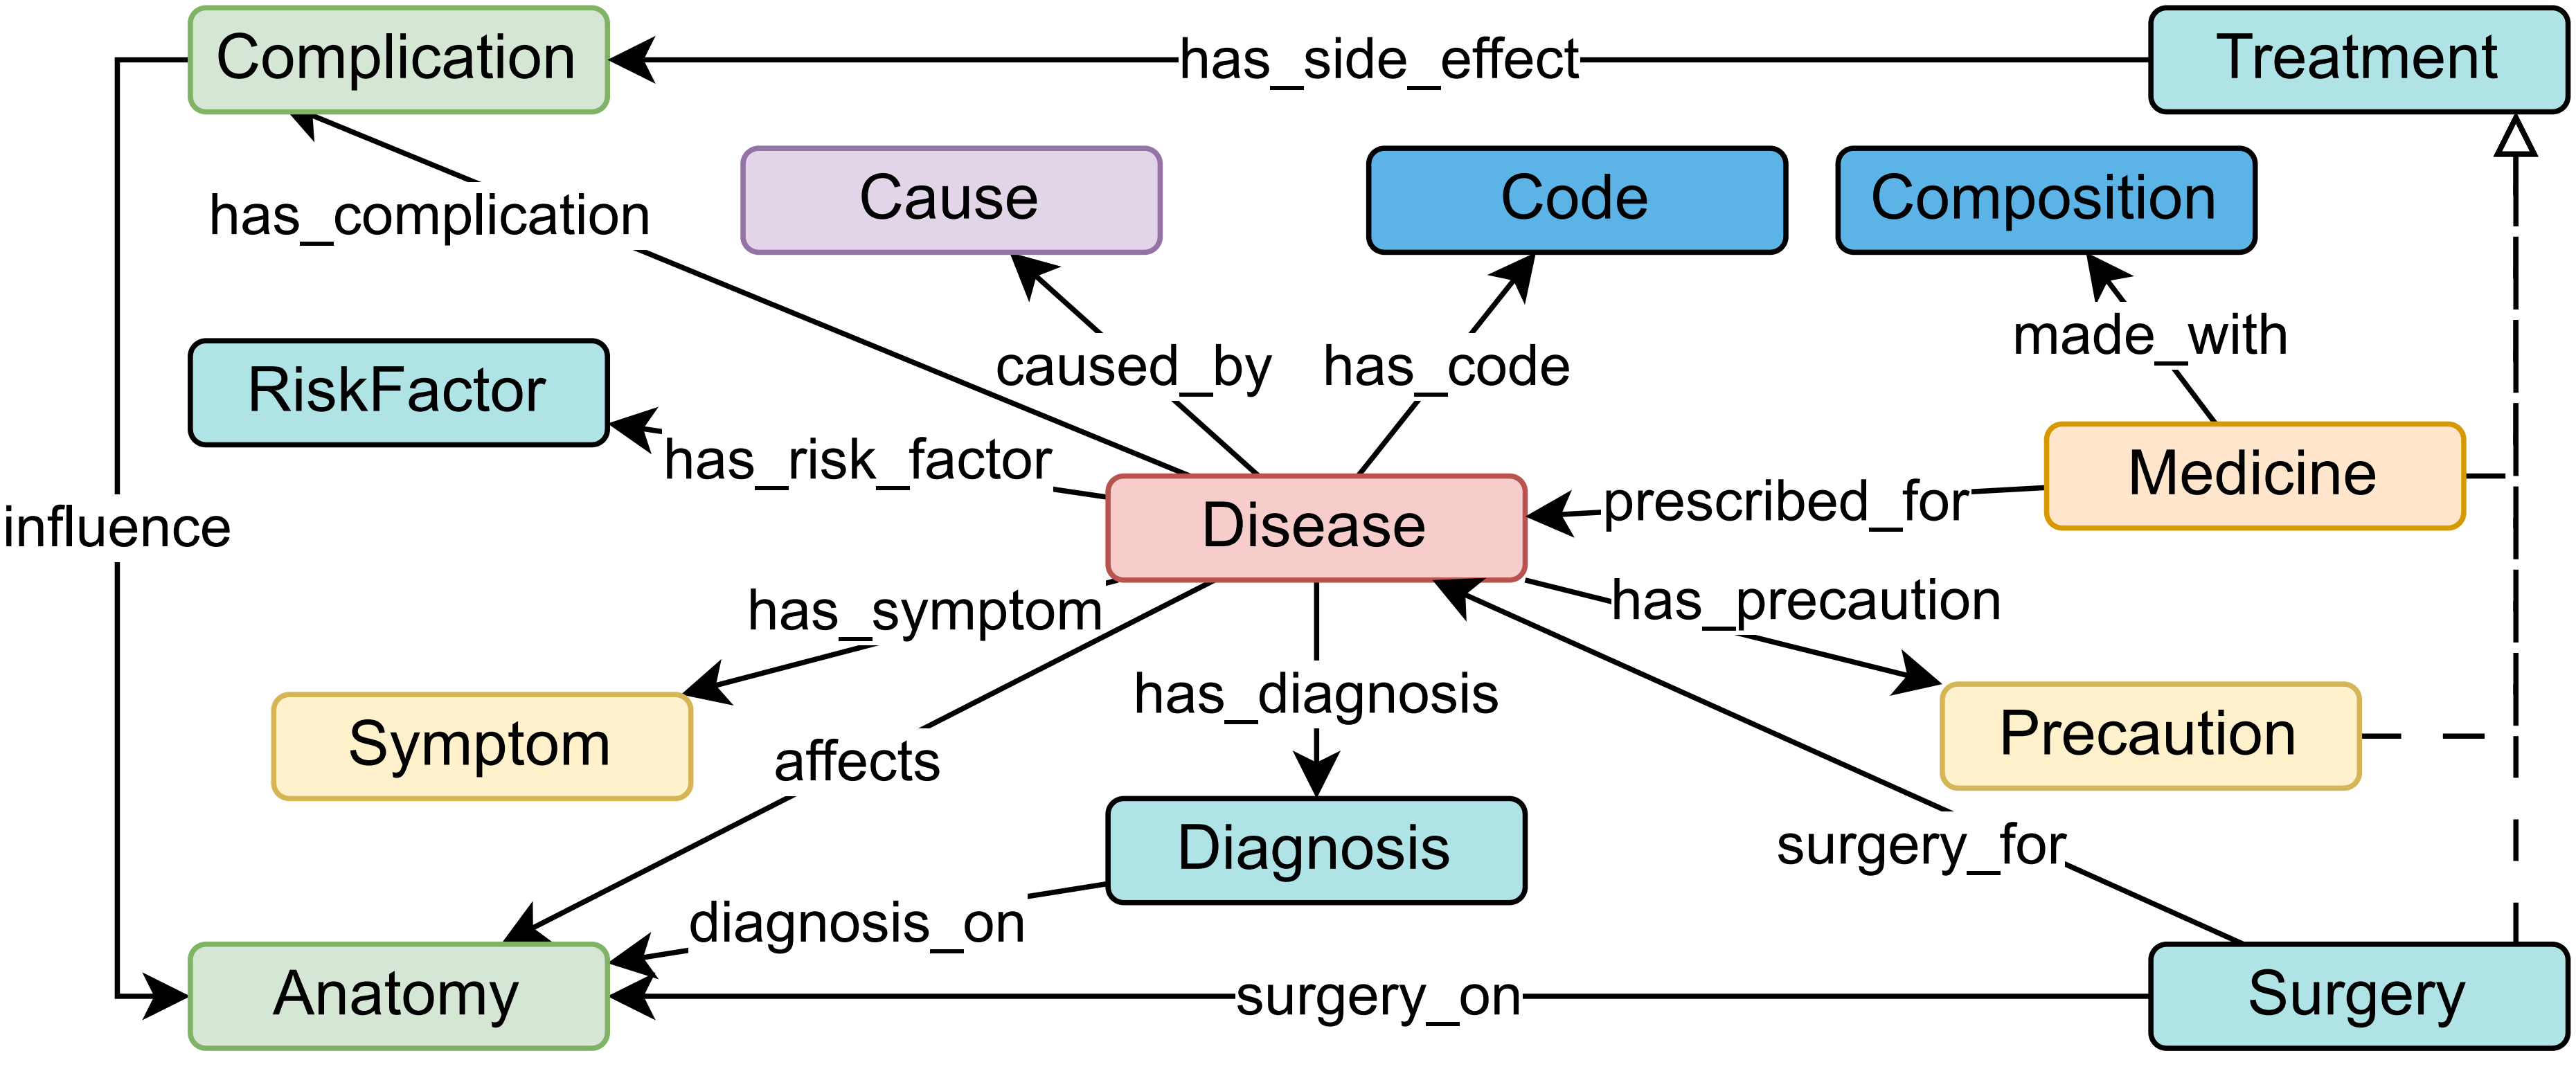 Complication
has_side_effect
Treatment
Cause
Code
Composition
has_complication
made_with
caused_by
has_code
RiskFactor
has_risk_factor
Medicine
prescribed_for
Disease
influence
has_symptom
has_precaution
has_diagnosis
Symptom
Precaution
affects
Diagnosis
surgery_for
diagnosis_on
Anatomy
surgery_on
Surgery